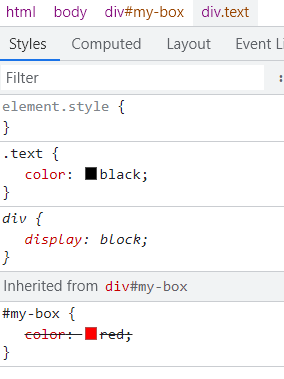 html body div#my-box div.text
Styles Computed Layout Event Li
Filter :
element.style {
}
.text {
color: black;
}
div {
display: block;
}
Inherited from div#my-box
#my-box {
color: red;
}